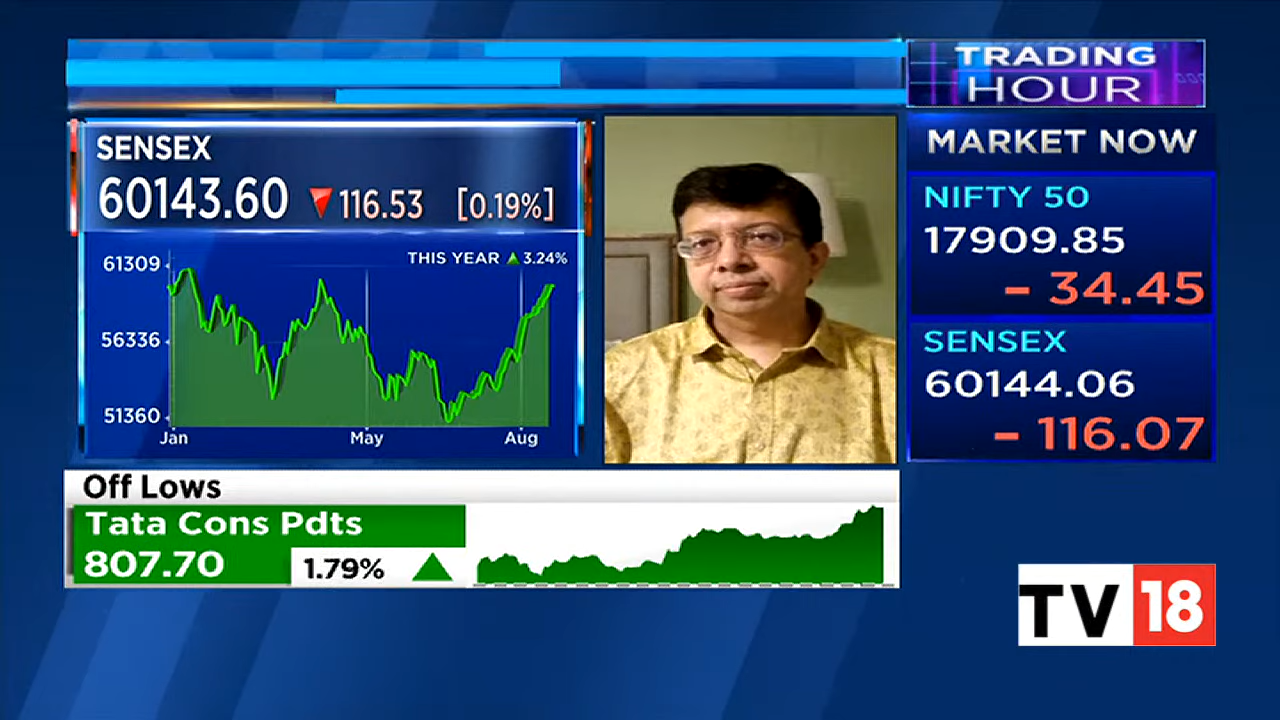 TRADING
HOUR
SENSEX
60143.60 ▼ 116.53 [0.19%]
THIS YEAR ▲ 3.24%
61309
56336
51360
Jan May Aug
MARKET NOW
NIFTY 50
17909.85
- 34.45
SENSEX
60144.06
- 116.07
Off Lows
Tata Cons Pdts
807.70 1.79% ▲
TV18